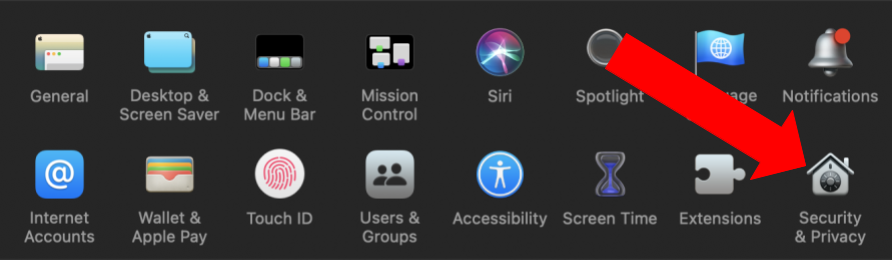 General
Desktop &
Screen Saver
Dock &
Menu Bar
Mission
Control
Siri
Spotlight
Notifications
Internet
Accounts
Wallet &
Apple Pay
Touch ID
Users &
Groups
Accessibility
Screen Time
Extensions
Security
& Privacy